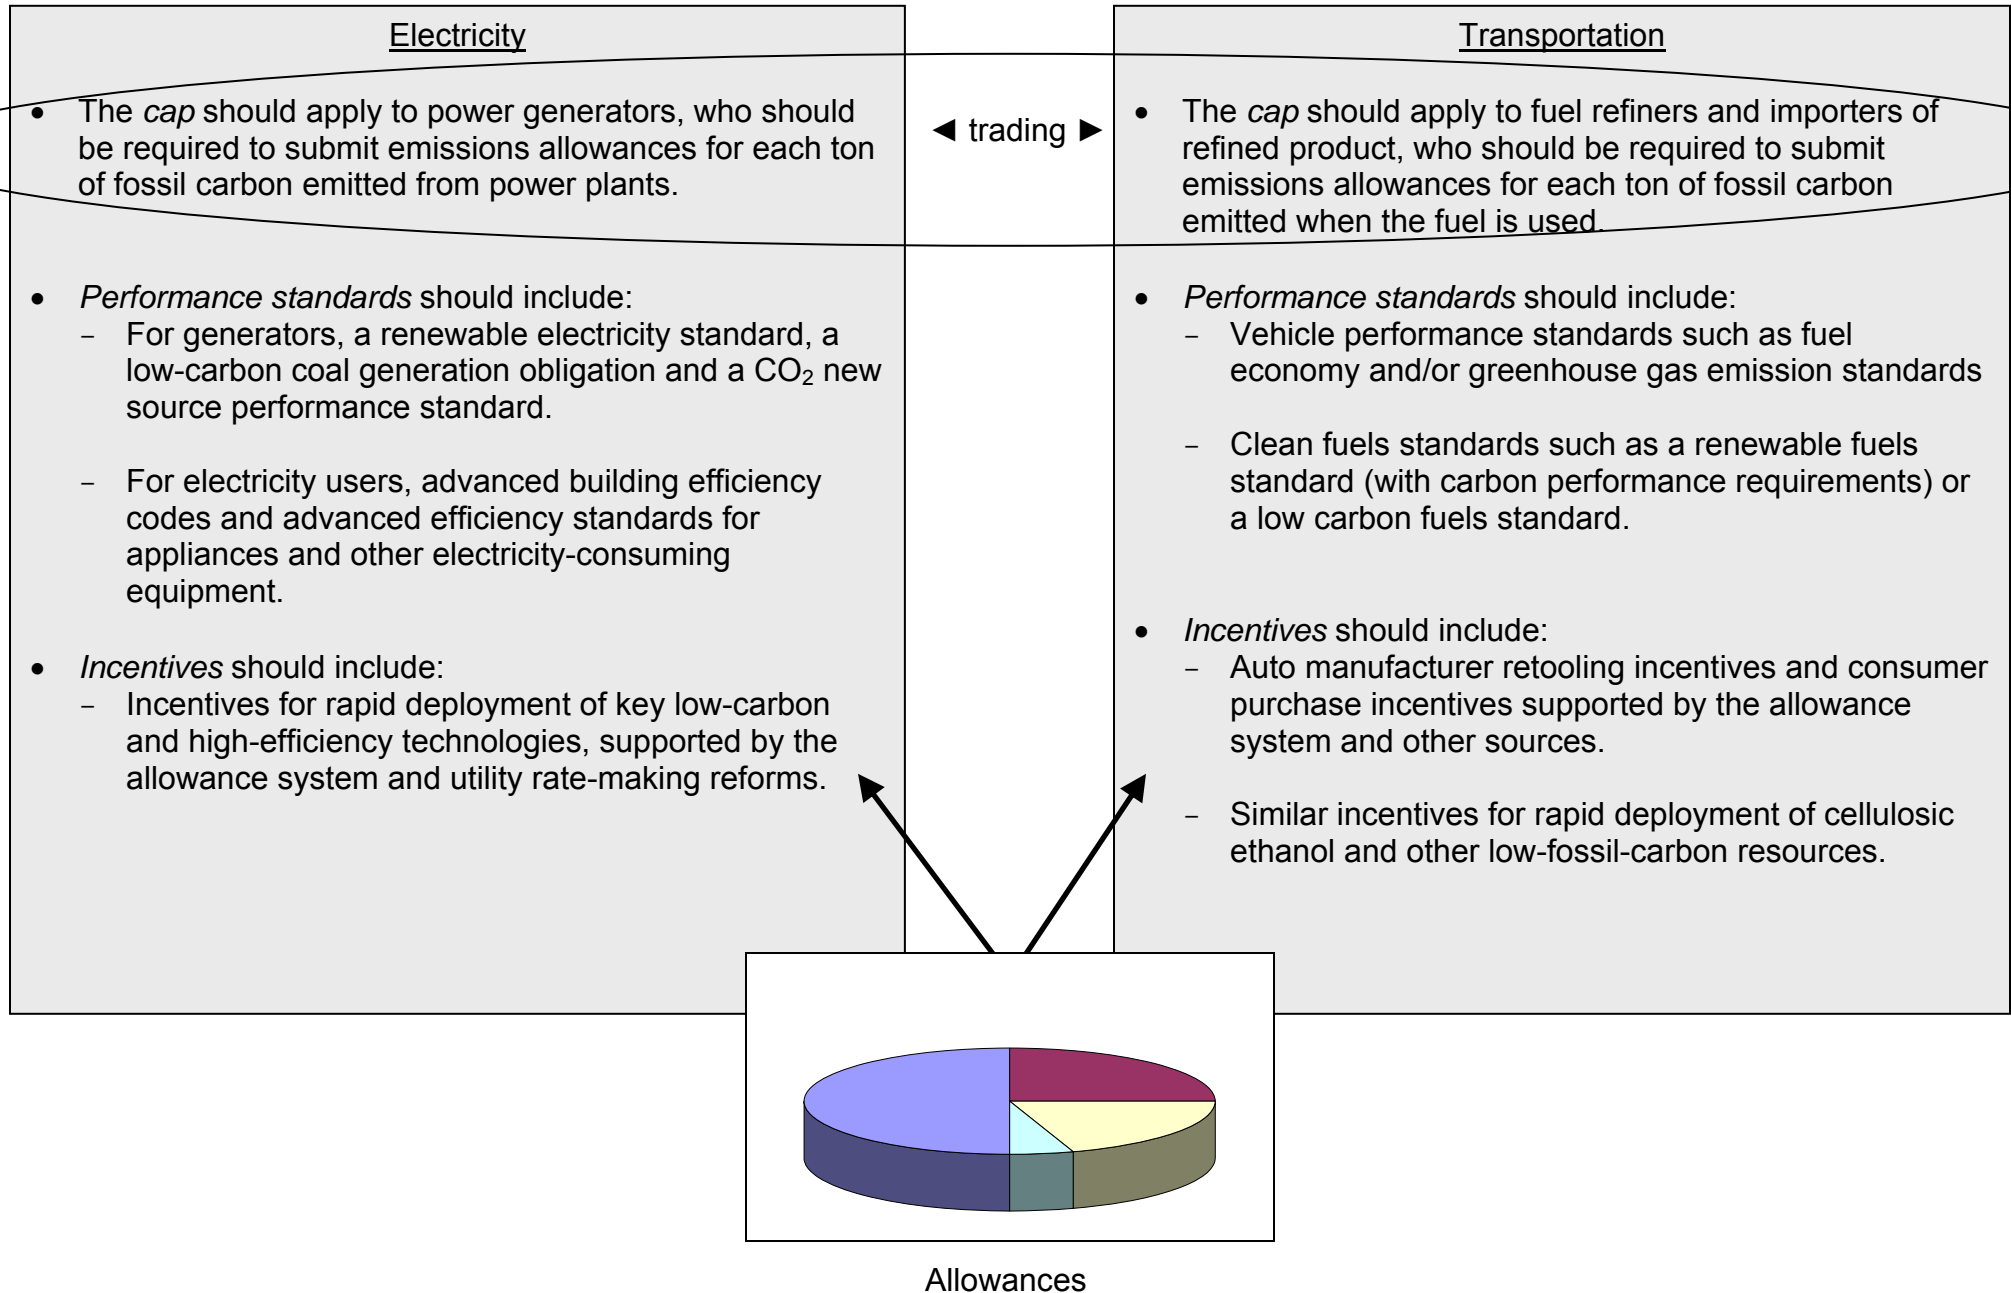 Electricity
• The cap should apply to power generators, who should
be required to submit emissions allowances for each ton
of fossil carbon emitted from power plants.
• Performance standards should include:
– For generators, a renewable electricity standard, a
low-carbon coal generation obligation and a CO₂ new
source performance standard.
– For electricity users, advanced building efficiency
codes and advanced efficiency standards for
appliances and other electricity-consuming
equipment.
• Incentives should include:
– Incentives for rapid deployment of key low-carbon
and high-efficiency technologies, supported by the
allowance system and utility rate-making reforms.
◄ trading ►
Transportation
• The cap should apply to fuel refiners and importers of
refined product, who should be required to submit
emissions allowances for each ton of fossil carbon
emitted when the fuel is used.
• Performance standards should include:
– Vehicle performance standards such as fuel
economy and/or greenhouse gas emission standards
– Clean fuels standards such as a renewable fuels
standard (with carbon performance requirements) or
a low carbon fuels standard.
• Incentives should include:
– Auto manufacturer retooling incentives and consumer
purchase incentives supported by the allowance
system and other sources.
– Similar incentives for rapid deployment of cellulosic
ethanol and other low-fossil-carbon resources.
Allowances